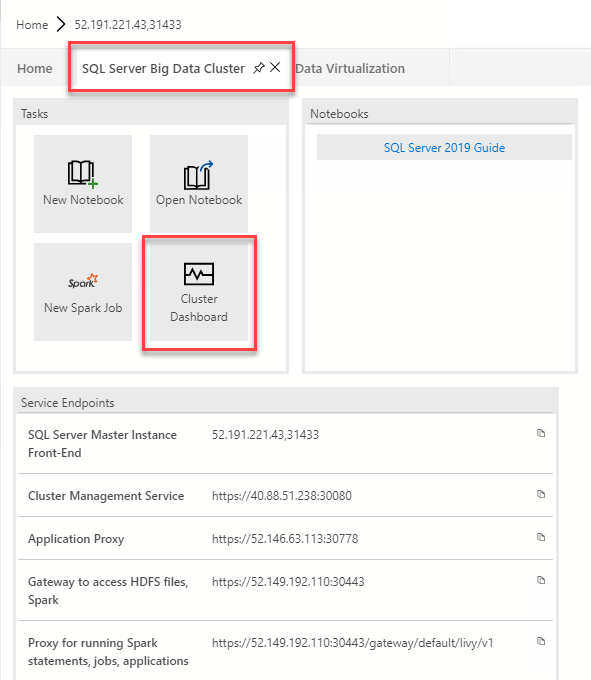 Home 52.191.221.43,31433
Home SQL Server Big Data Cluster Data Virtualization
Tasks
New Notebook
Open Notebook
Spark
New Spark Job
Cluster
Dashboard
Notebooks
SQL Server 2019 Guide
Service Endpoints
SQL Server Master Instance 52.191.221.43,31433
Front-End
Cluster Management Service https://40.88.51.238:30080
Application Proxy https://52.146.63.113:30778
Gateway to access HDFS files, https://52.149.192.110:30443
Spark
Proxy for running Spark https://52.149.192.110:30443/gateway/default/livy/v1
statements, jobs, applications